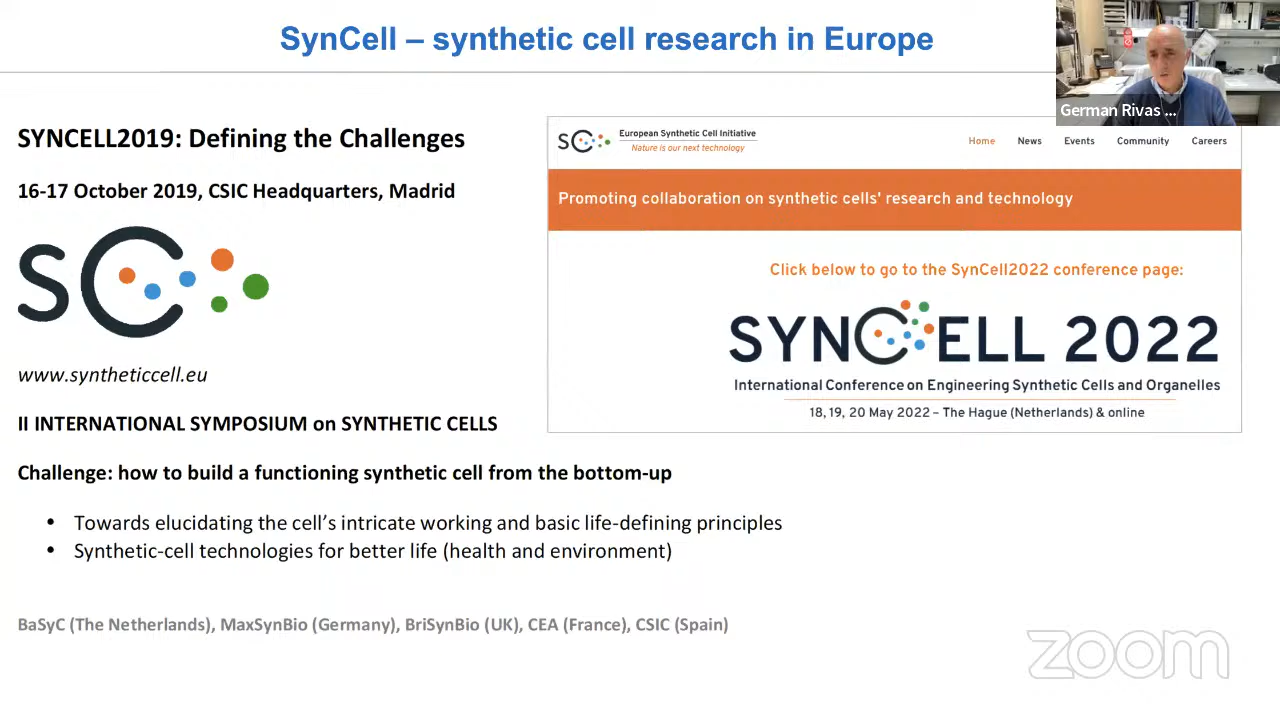 SynCell – synthetic cell research in Europe
German Rivas ...
SYNCELL2019: Defining the Challenges
16-17 October 2019, CSIC Headquarters, Madrid
SC
www.syntheticcell.eu
II INTERNATIONAL SYMPOSIUM on SYNTHETIC CELLS
Challenge: how to build a functioning synthetic cell from the bottom-up
• Towards elucidating the cell's intricate working and basic life-defining principles
• Synthetic-cell technologies for better life (health and environment)
BaSyC (The Netherlands), MaxSynBio (Germany), BriSynBio (UK), CEA (France), CSIC (Spain)
SC European Synthetic Cell Initiative
Nature is our next technology
Home News Events Community Careers
Promoting collaboration on synthetic cells' research and technology
Click below to go to the SynCell2022 conference page:
SYNCELL 2022
International Conference on Engineering Synthetic Cells and Organelles
18, 19, 20 May 2022 – The Hague (Netherlands) & online
zoom